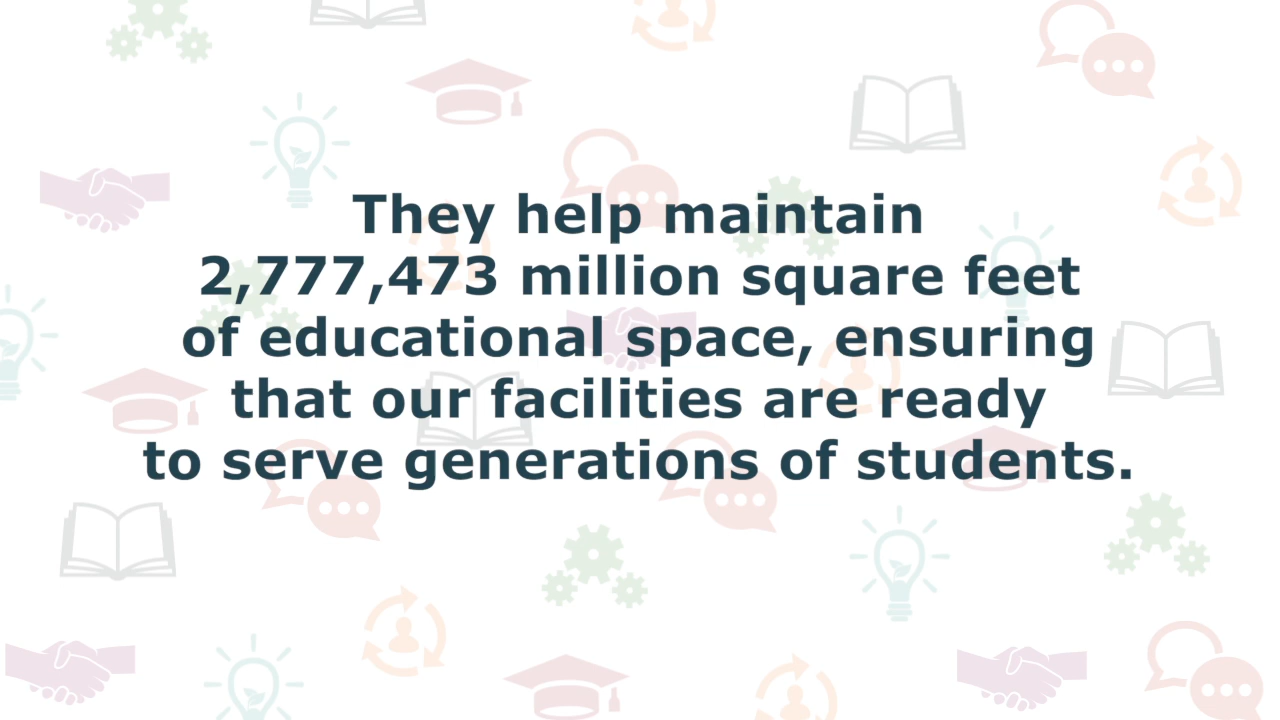 They help maintain
2,777,473 million square feet
of educational space, ensuring
that our facilities are ready
to serve generations of students.